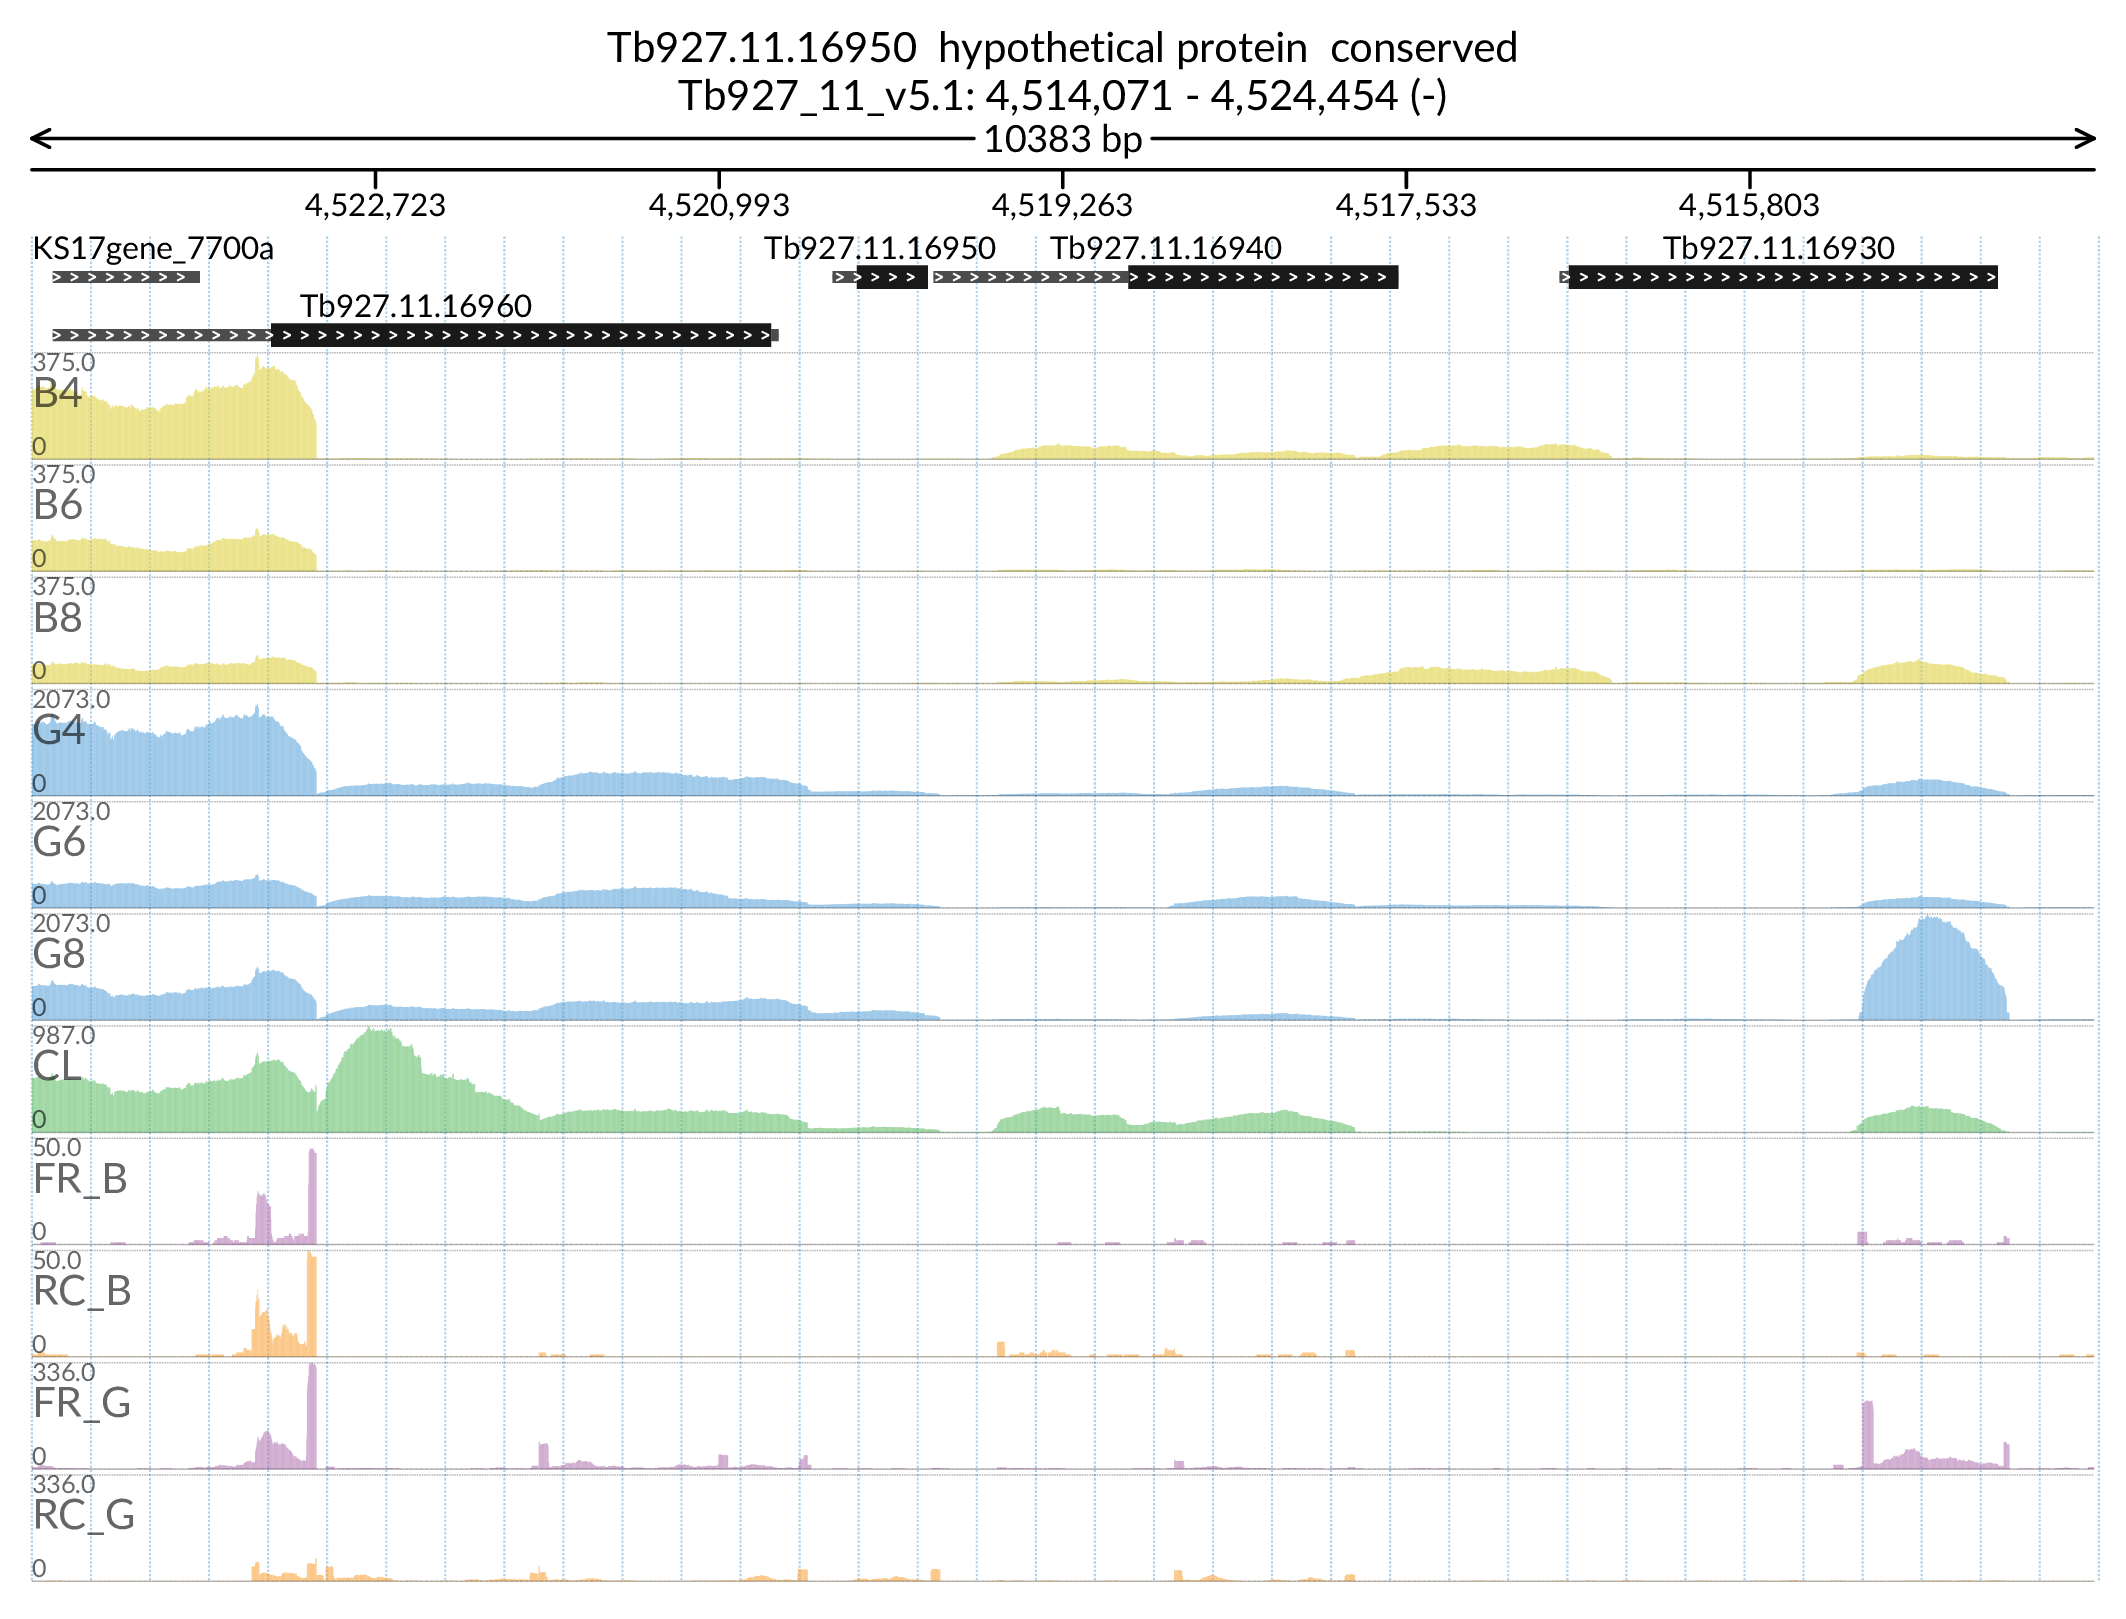 Tb927.11.16950 hypothetical protein conserved
Tb927_11_v5.1: 4,514,071 - 4,524,454 (-)
10383 bp
4,522,723 4,520,993 4,519,263 4,517,533 4,515,803
KS17gene_7700a Tb927.11.16950 Tb927.11.16940 Tb927.11.16930
Tb927.11.16960
375.0
B4
0
375.0
B6
0
375.0
B8
0
2073.0
G4
0
2073.0
G6
0
2073.0
G8
0
987.0
CL
0
50.0
FR_B
0
50.0
RC_B
0
336.0
FR_G
0
336.0
RC_G
0